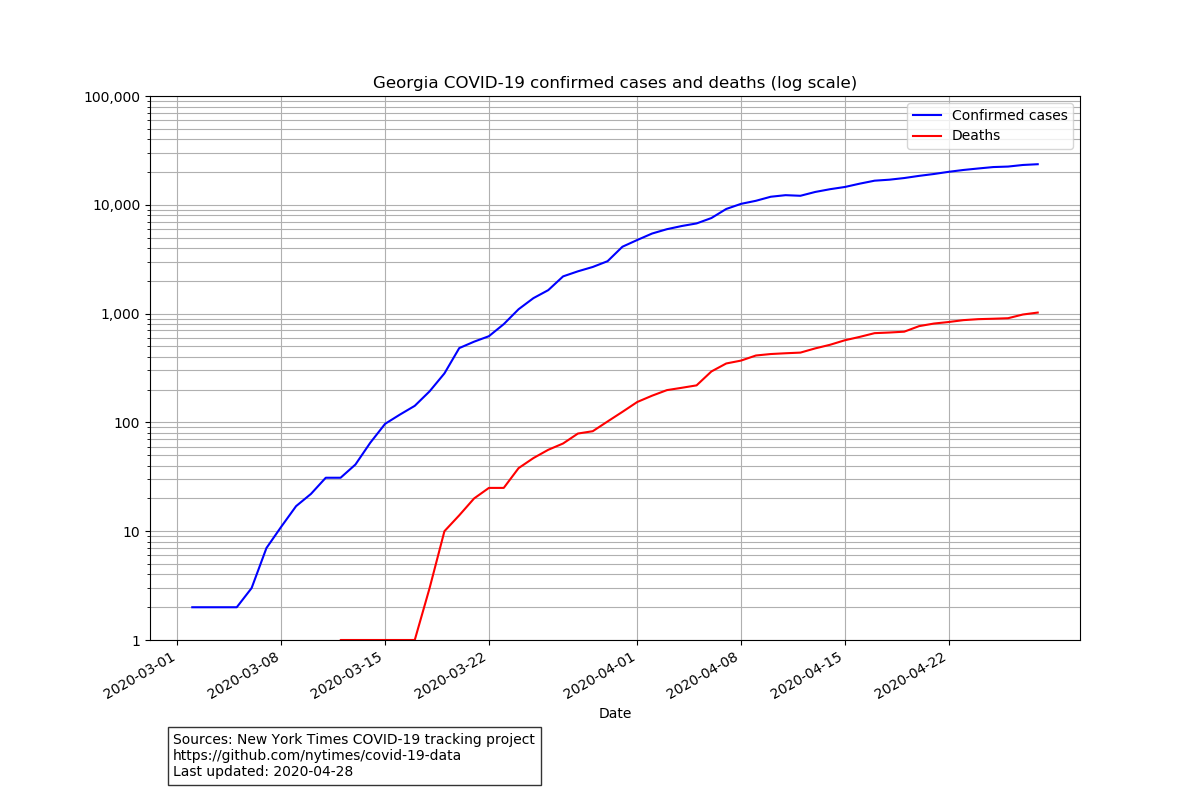 Georgia COVID-19 confirmed cases and deaths (log scale)
100,000
10,000
1,000
100
10
1
Confirmed cases
Deaths
2020-03-01
2020-03-08
2020-03-15
2020-03-22
2020-04-01
2020-04-08
2020-04-15
2020-04-22
Date
Sources: New York Times COVID-19 tracking project
https://github.com/nytimes/covid-19-data
Last updated: 2020-04-28